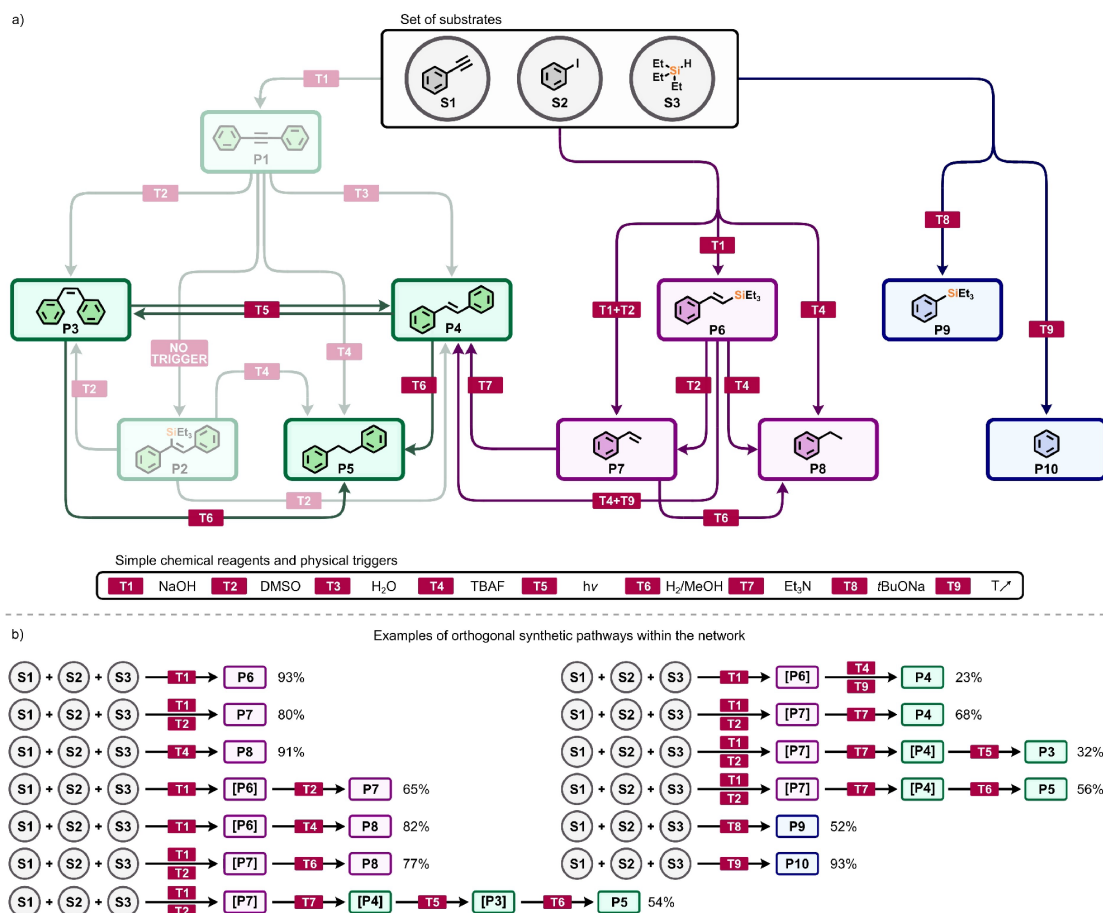 a)
Set of substrates
S1
I
S2
Et Si H
Et Et
S3
T1
P1
T2
T3
T8
T1
SiEt3
P3
T5
P4
T1+T2
P6
T4
SiEt3
P9
T9
NO TRIGGER
T4
T2
T4
T6
T7
T2
T4
SiEt3
P2
P5
P7
P8
P10
T2
T4+T9
T6
T6
Simple chemical reagents and physical triggers
T1 NaOH T2 DMSO T3 H2O T4 TBAF T5 hν T6 H2/MeOH T7 Et3N T8 tBuONa T9 T↗
b)
Examples of orthogonal synthetic pathways within the network
S1 + S2 + S3 T1 P6 93%
S1 + S2 + S3 T1 T2 P7 80%
S1 + S2 + S3 T4 P8 91%
S1 + S2 + S3 T1 [P6] T2 P7 65%
S1 + S2 + S3 T1 [P6] T4 P8 82%
S1 + S2 + S3 T1 T2 [P7] T6 P8 77%
S1 + S2 + S3 T1 T2 [P7] T7 [P4] T5 [P3] T6 P5 54%
S1 + S2 + S3 T1 [P6] T4 T9 P4 23%
S1 + S2 + S3 T1 T2 [P7] T7 P4 68%
S1 + S2 + S3 T1 T2 [P7] T7 [P4] T5 P3 32%
S1 + S2 + S3 T1 T2 [P7] T7 [P4] T6 P5 56%
S1 + S2 + S3 T8 P9 52%
S1 + S2 + S3 T9 P10 93%